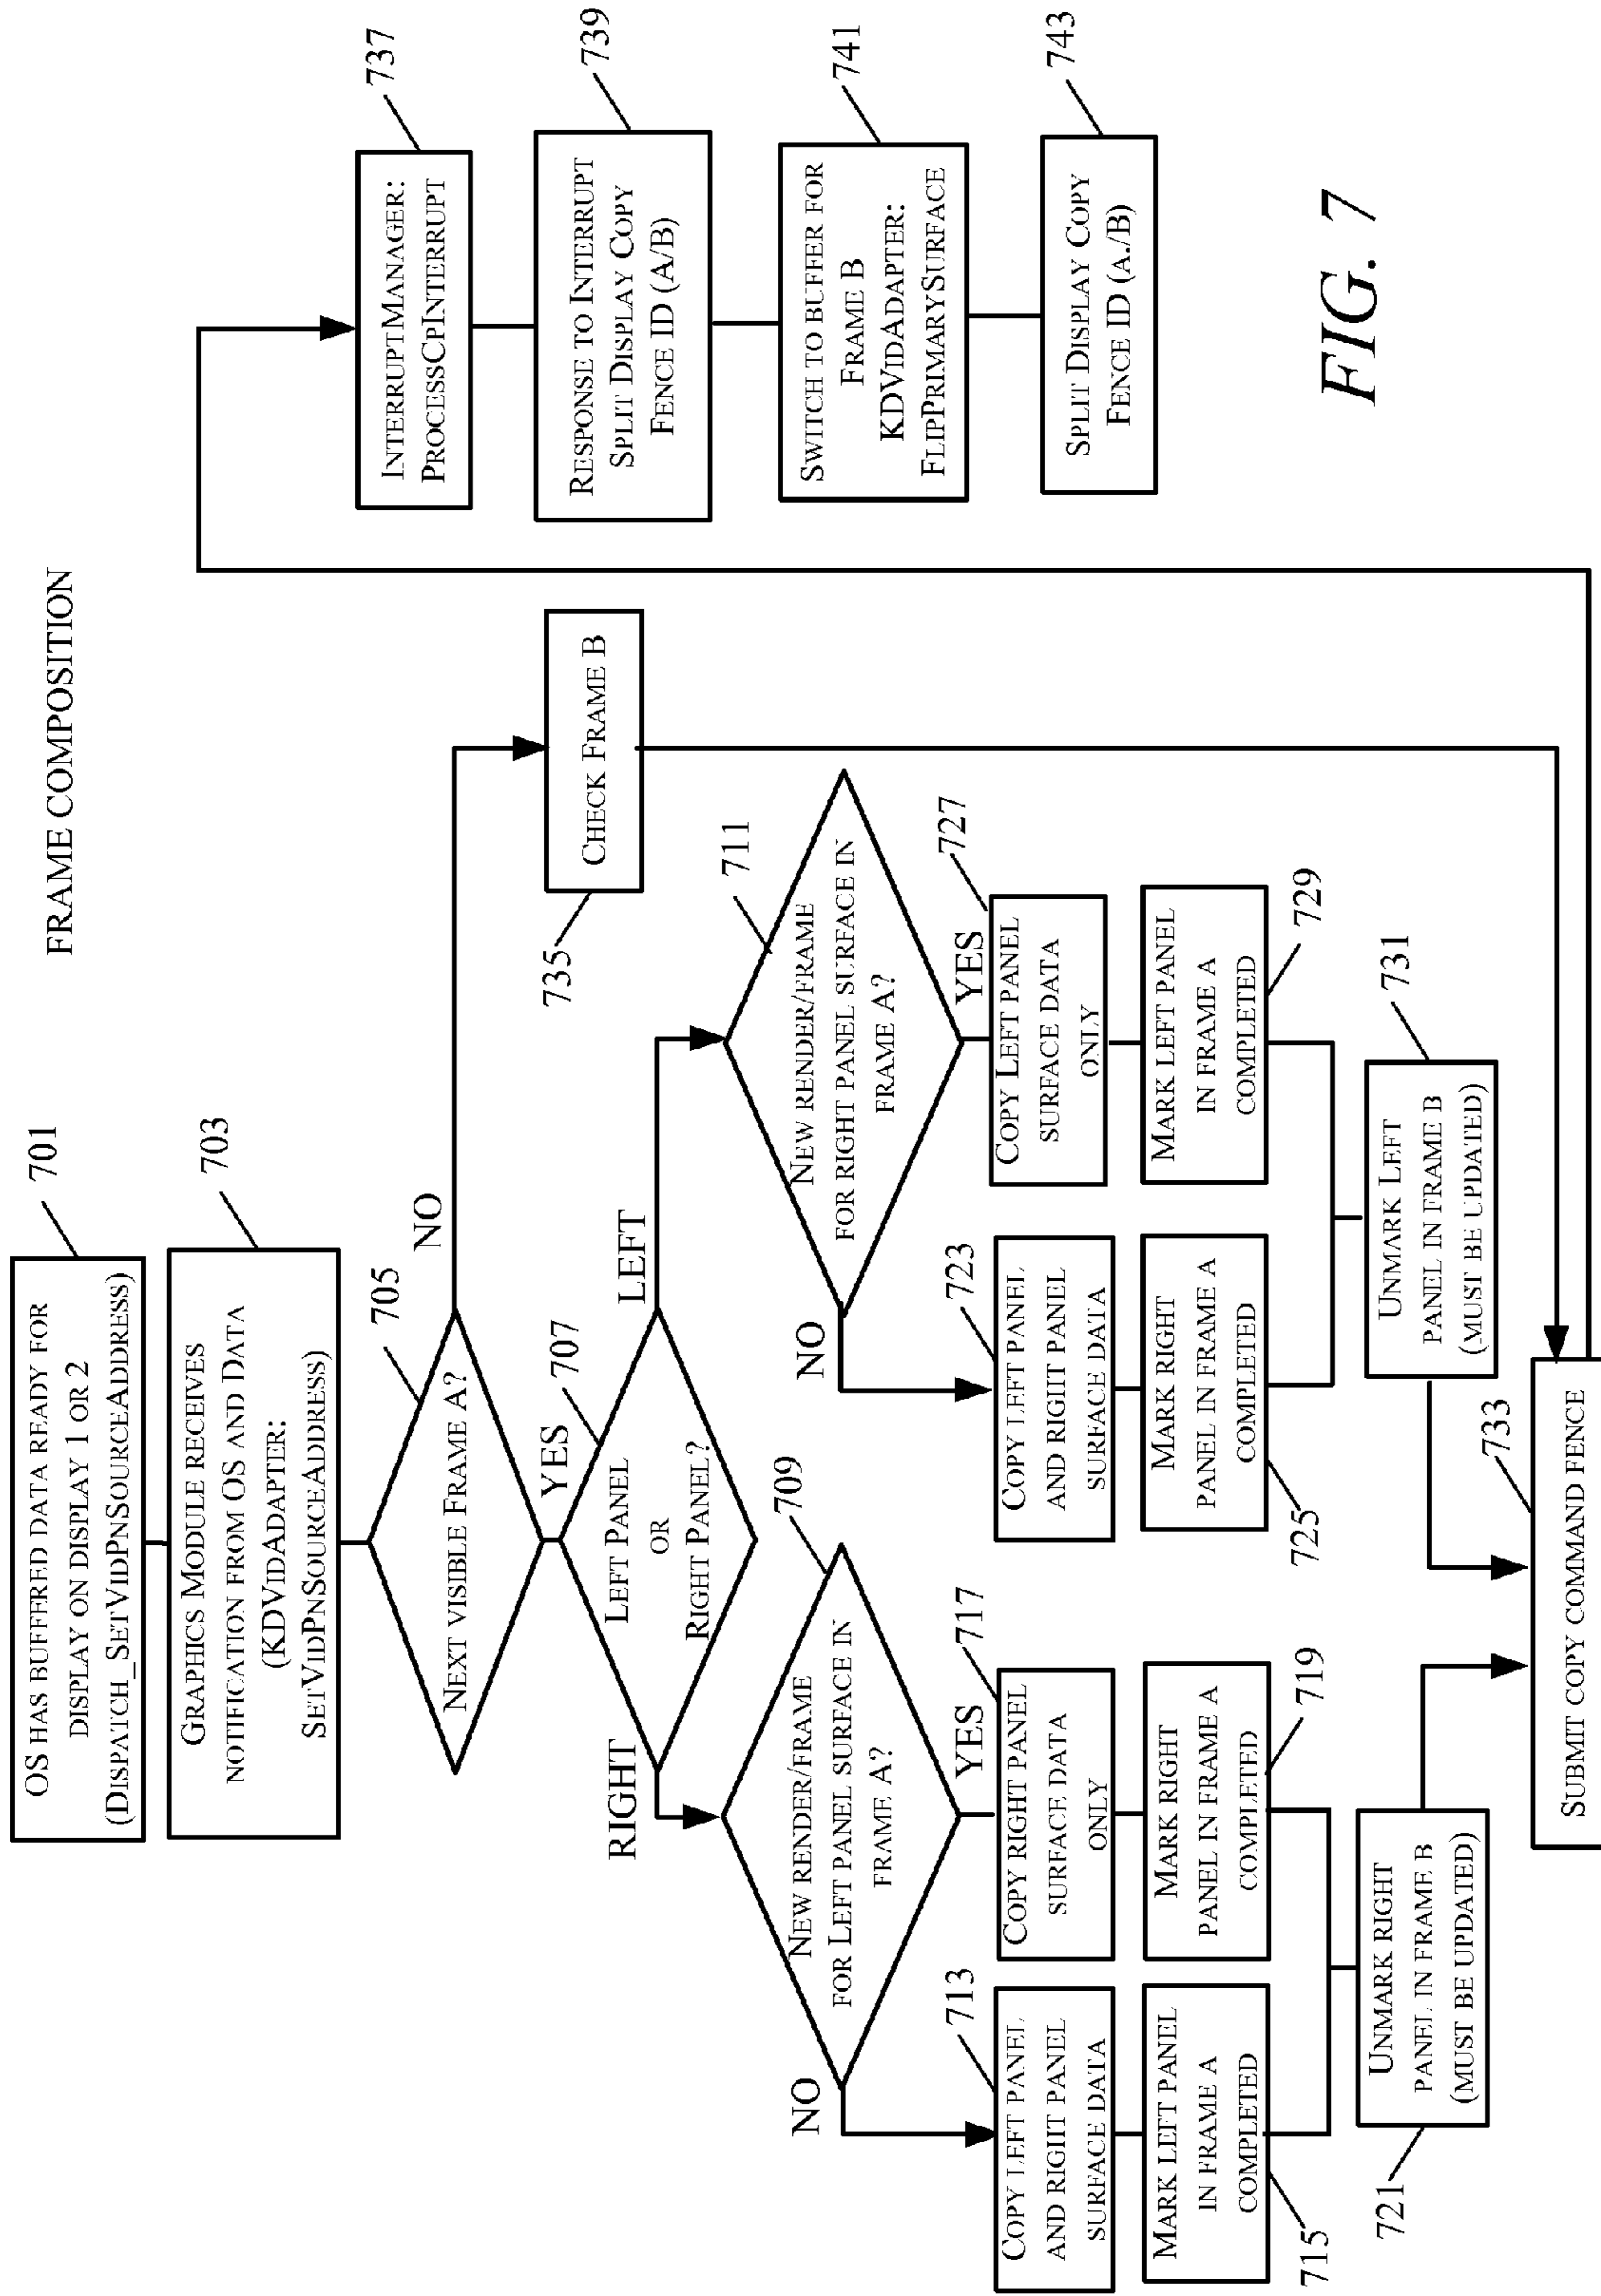 FRAME COMPOSITION
OS HAS BUFFERED DATA READY FOR
DISPLAY ON DISPLAY 1 OR 2
(DISPATCH_SETVIDPNSOURCEADDRESS)
701
GRAPHICS MODULE RECEIVES
NOTIFICATION FROM OS AND DATA
(KDVIDADAPTER:
SETVIDPNSOURCEADDRESS)
703
NEXT VISIBLE FRAME A?
705
NO
YES
LEFT PANEL
OR
RIGHT PANEL?
707
RIGHT
LEFT
NEW RENDER/FRAME
FOR LEFT PANEL SURFACE IN
FRAME A?
709
NO
YES
COPY LEFT PANEL
AND RIGIT PANEL
SURFACE DATA
713
MARK LEFT PANEL
IN FRAME A
COMPLETED
715
COPY RIGHT PANEL
SURFACE DATA
ONLY
717
MARK RIGHT
PANEL IN FRAME A
COMPLETED
719
UNMARK RIGHT
PANEL IN FRAME B
(MUST BE UPDATED)
721
NEW RENDER/FRAME
FOR RIGHT PANEL SURFACE IN
FRAME A?
711
NO
YES
COPY LEFT PANEL
AND RIGHT PANEL
SURFACE DATA
723
MARK RIGHT
PANEL IN FRAME A
COMPLETED
725
COPY LEFT PANEL
SURFACE DATA
ONLY
727
MARK LEFT PANEL
IN FRAME A
COMPLETED
729
UNMARK LEFT
PANEL IN FRAME B
(MUST BE UPDATED)
731
SUBMIT COPY COMMAND FENCE
733
CHECK FRAME B
735
INTERRUPTMANAGER:
PROCESSCPINTERRUPT
737
RESPONSE TO INTERRUPT
SPLIT DISPLAY COPY
FENCE ID (A/B)
739
SWITCH TO BUFFER FOR
FRAME B
KDVIDADAPTER:
FLIPPRIMARYSURFACE
741
SPLIT DISPLAY COPY
FENCE ID (A./B)
743
FIG. 7